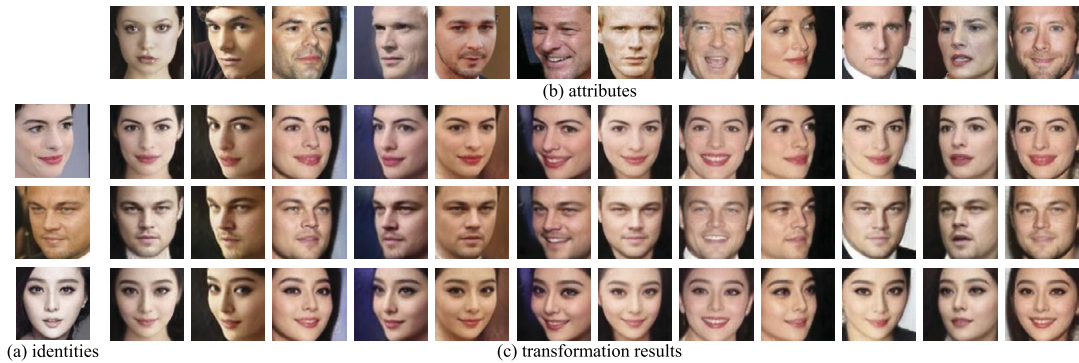 (b) attributes
(a) identities
(c) transformation results